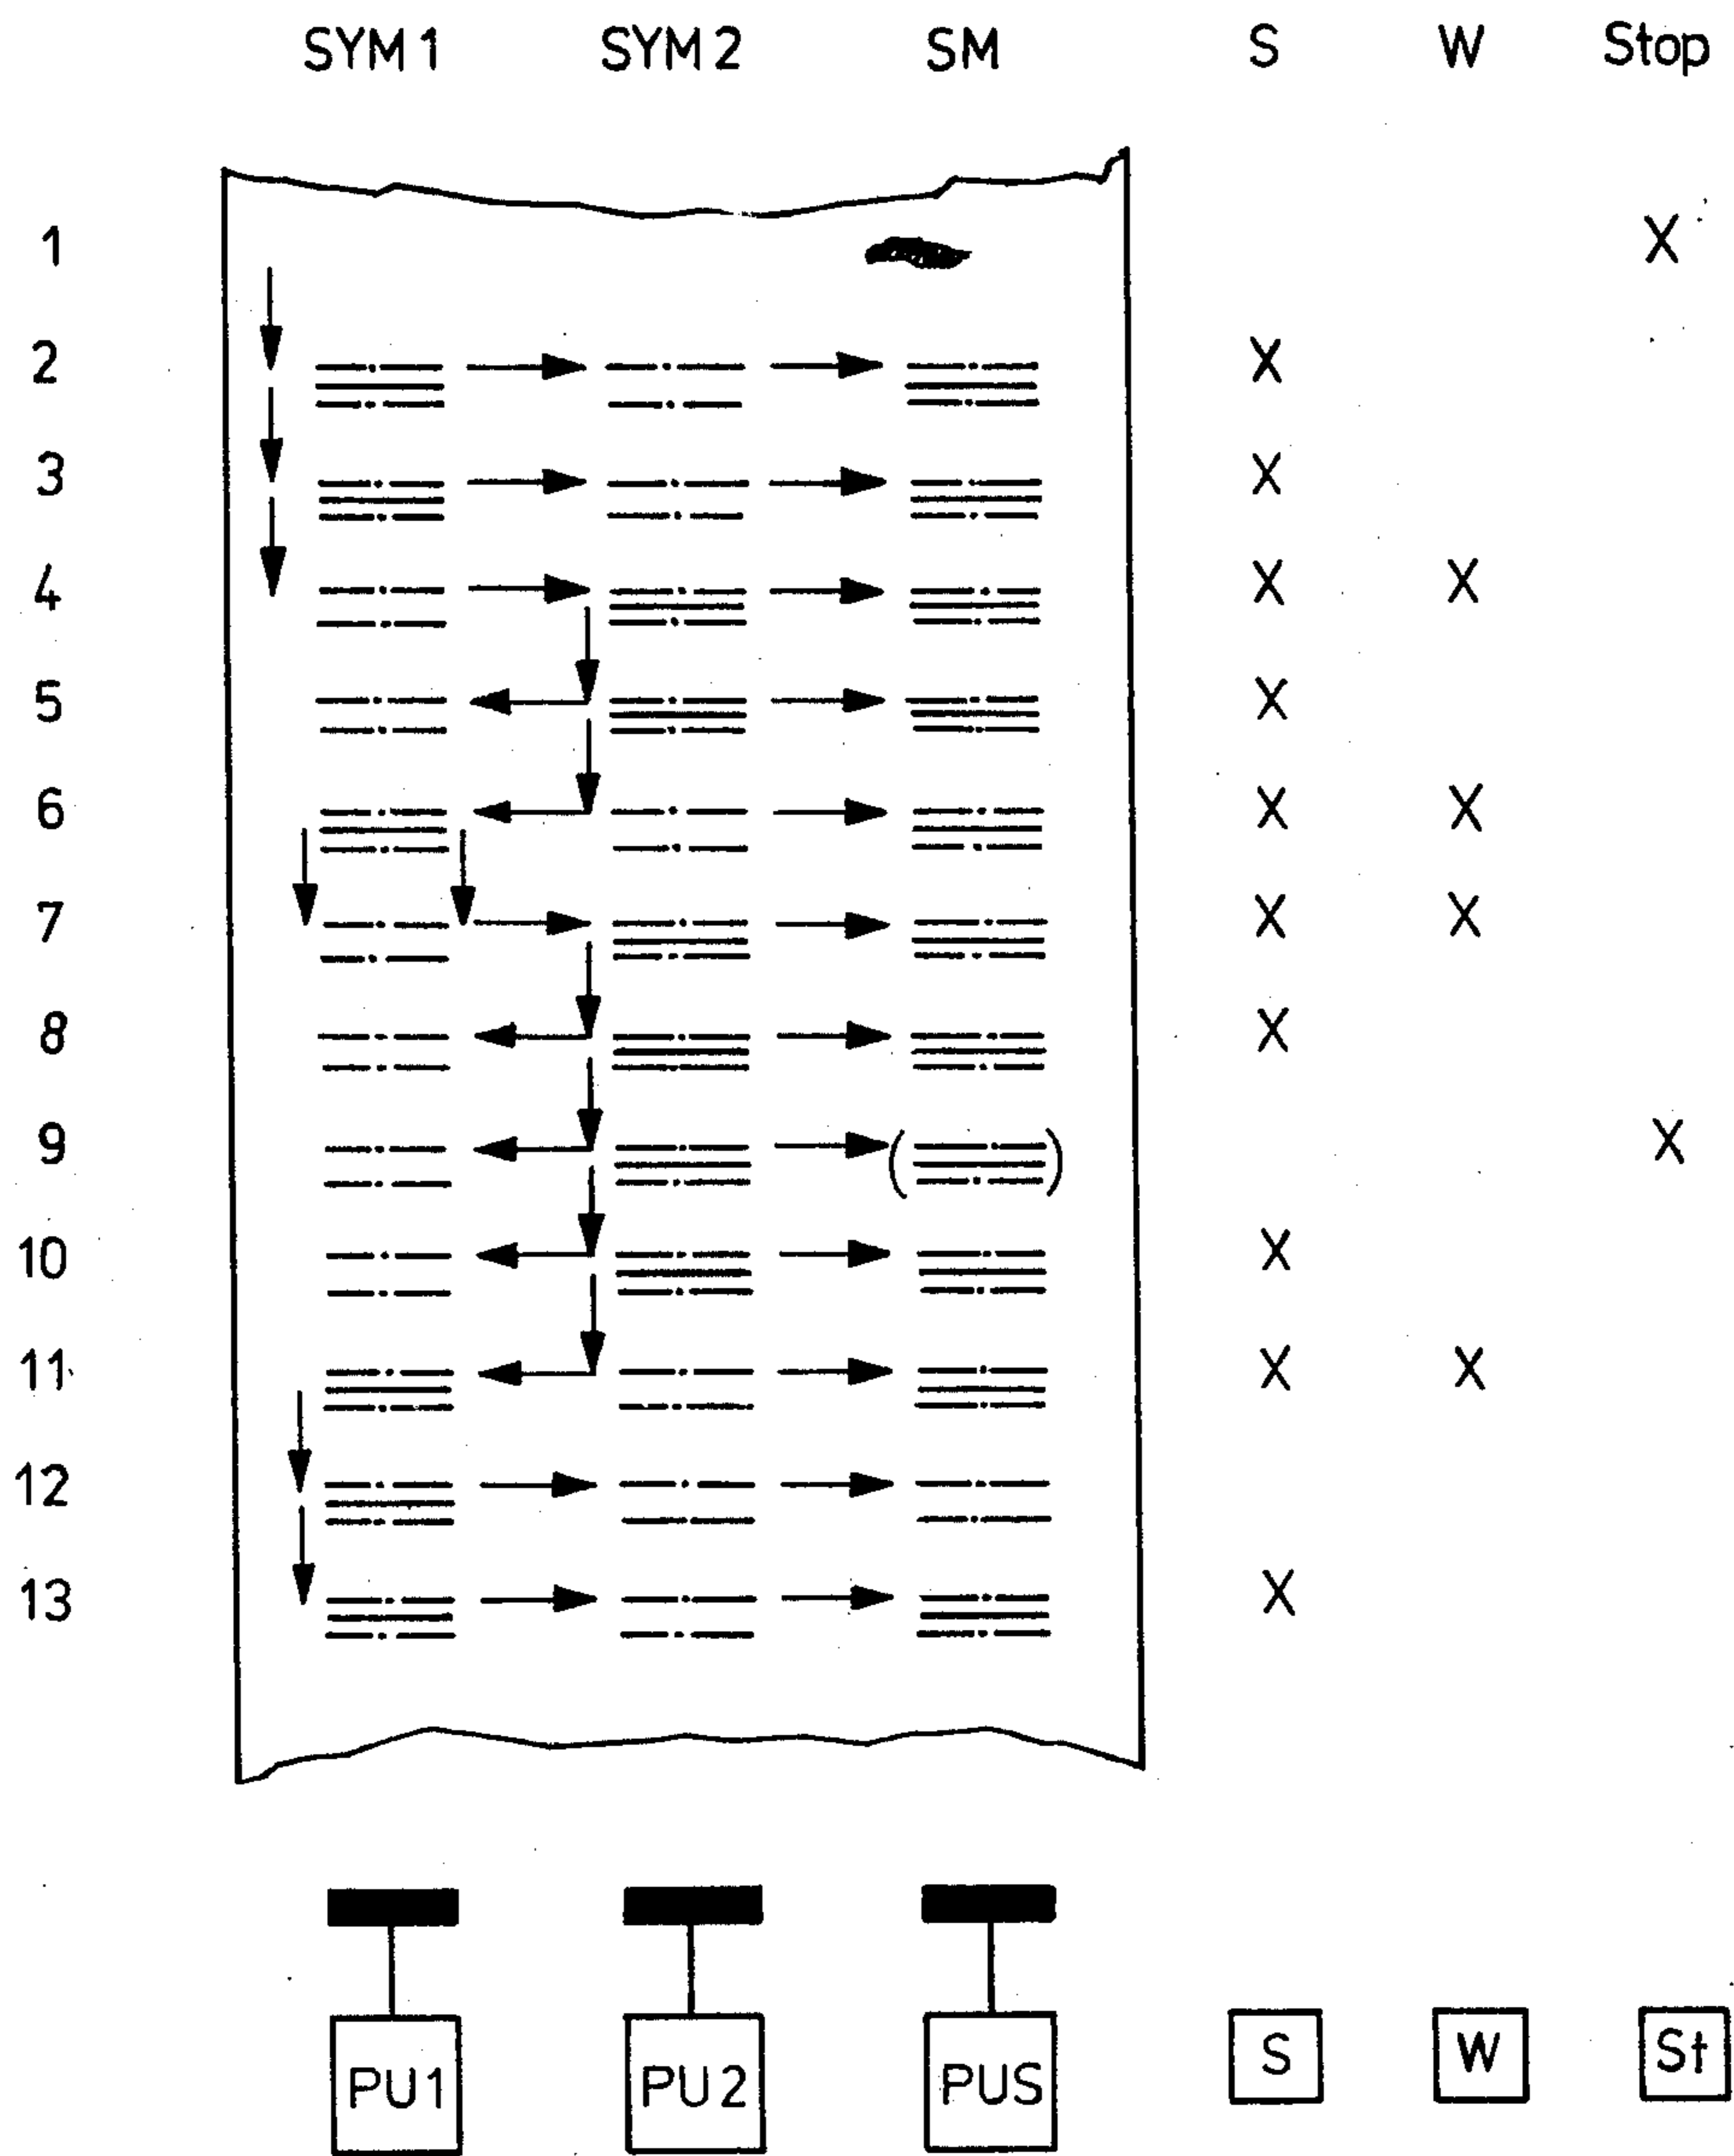 SYM 1 SYM 2 SM S W Stop
1 X
2 X
3 X
4 X X
5 X
6 X X
7 X X
8 X
9 ( ) X
10 X
11 X X
12
13 X
PU1 PU2 PUS S W St